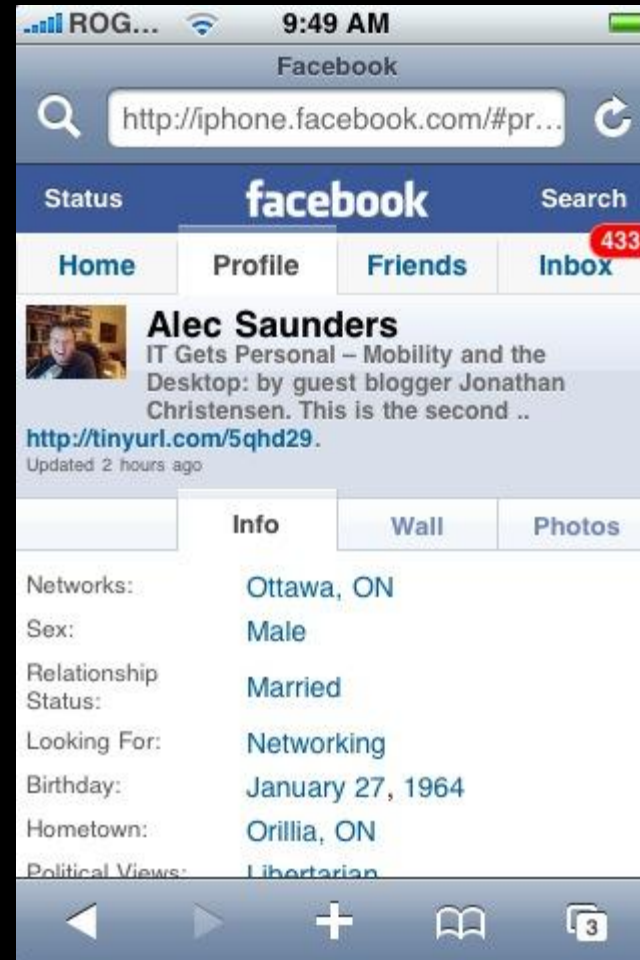 ROG... 9:49 AM
Facebook
http://iphone.facebook.com/#pr...
Status facebook Search
433
Home Profile Friends Inbox
Alec Saunders
IT Gets Personal – Mobility and the
Desktop: by guest blogger Jonathan
Christensen. This is the second ..
http://tinyurl.com/5qhd29.
Updated 2 hours ago
Info Wall Photos
Networks: Ottawa, ON
Sex: Male
Relationship
Status: Married
Looking For: Networking
Birthday: January 27, 1964
Hometown: Orillia, ON
Political Views: Libertarian
3